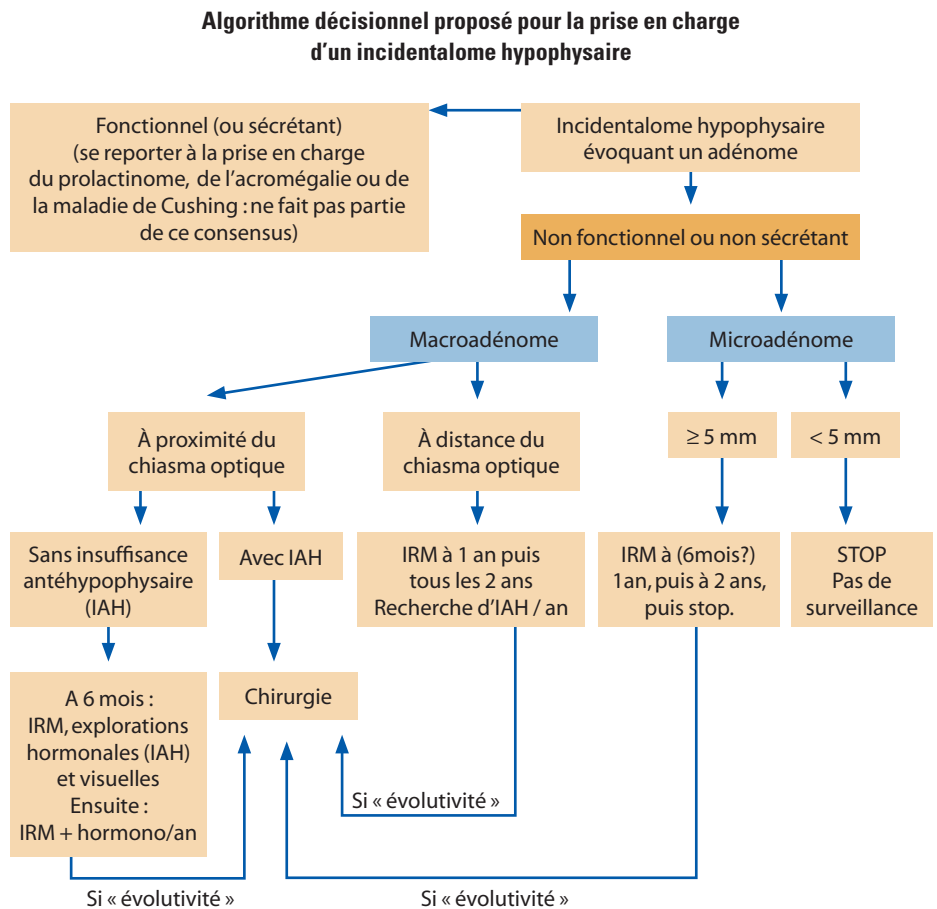 Algorithme décisionnel proposé pour la prise en charge
d'un incidentalome hypophysaire
Fonctionnel (ou sécrétant)
(se reporter à la prise en charge
du prolactinome, de l'acromégalie ou de
la maladie de Cushing : ne fait pas partie
de ce consensus)
Incidentalome hypophysaire
évoquant un adénome
Non fonctionnel ou non sécrétant
Macroadénome
Microadénome
À proximité du
chiasma optique
À distance du
chiasma optique
≥ 5 mm
< 5 mm
Sans insuffisance
antéhypophysaire
(IAH)
Avec IAH
IRM à 1 an puis
tous les 2 ans
Recherche d'IAH / an
IRM à (6mois?)
1an, puis à 2 ans,
puis stop.
STOP
Pas de
surveillance
A 6 mois :
IRM, explorations
hormonales (IAH)
et visuelles
Ensuite :
IRM + hormono/an
Chirurgie
Si « évolutivité »
Si « évolutivité »
Si « évolutivité »